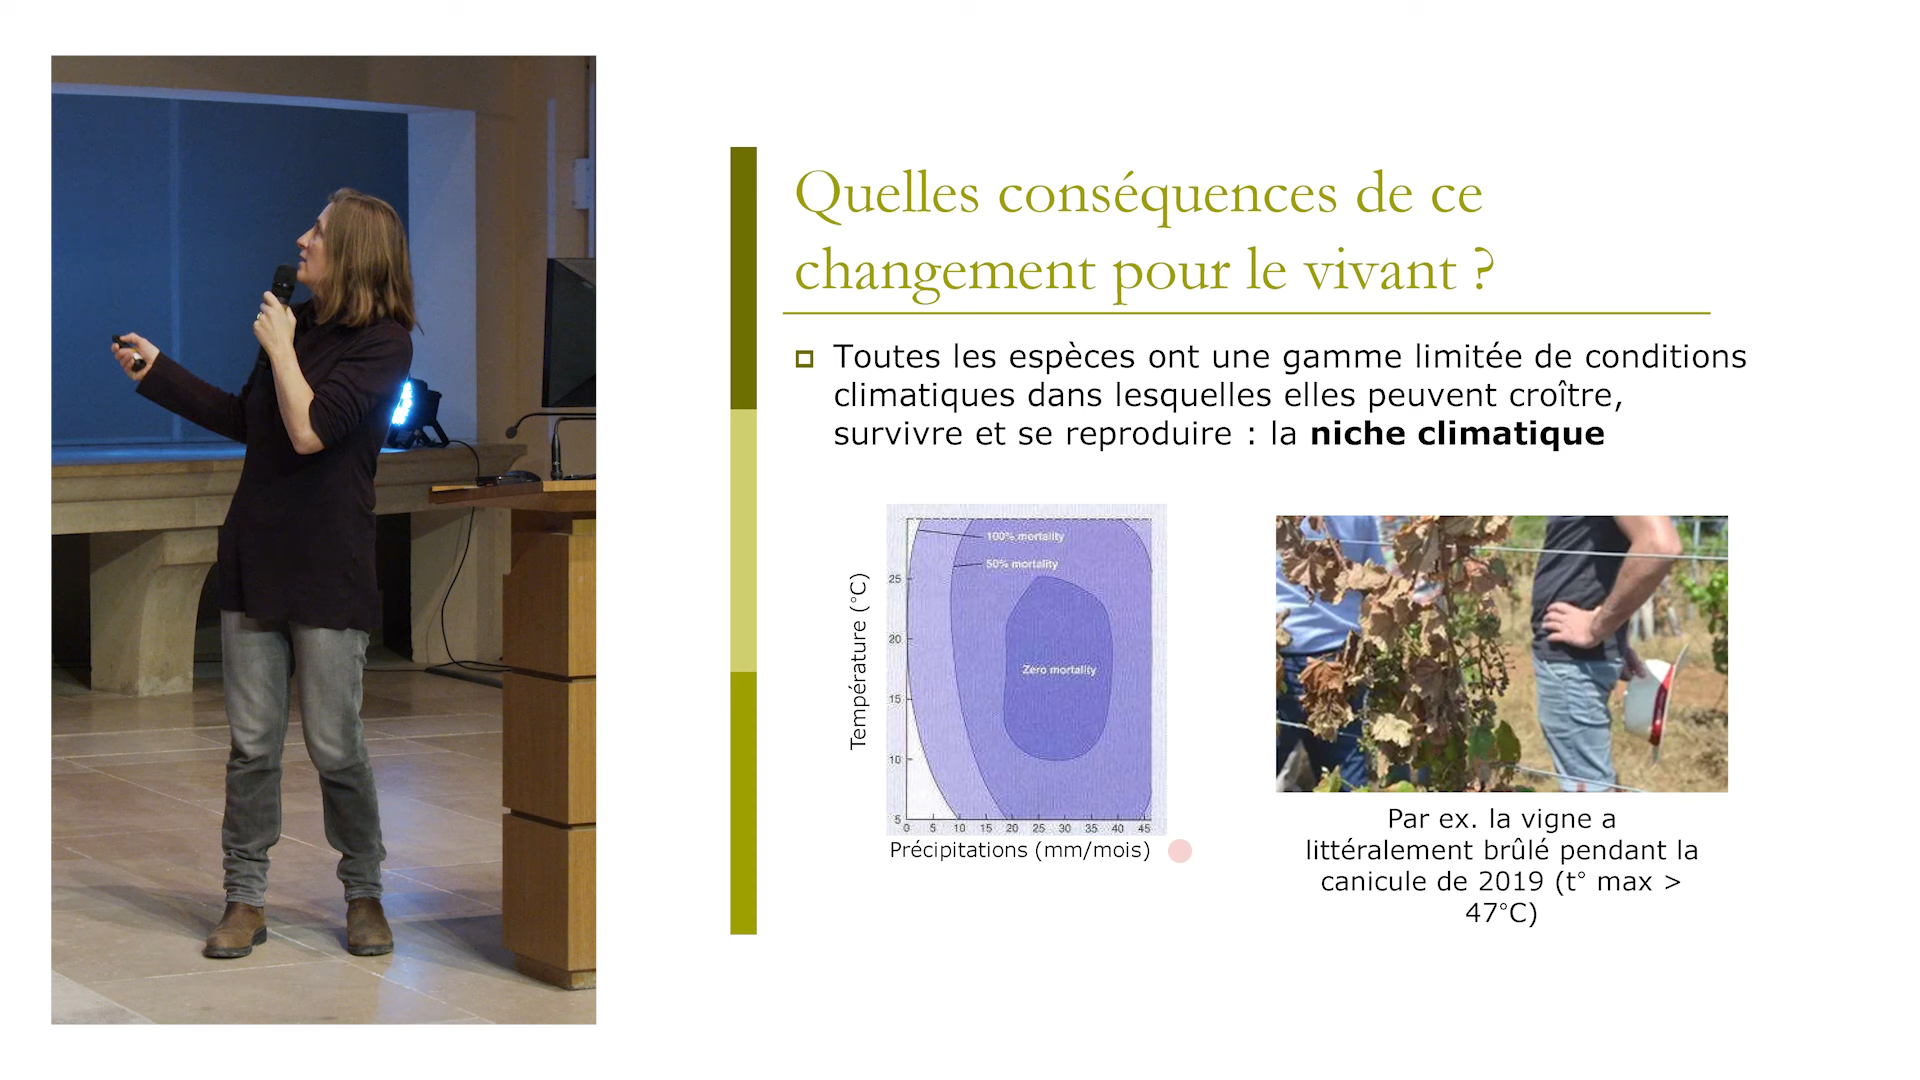 Quelles conséquences de ce
changement pour le vivant ?
Toutes les espèces ont une gamme limitée de conditions
climatiques dans lesquelles elles peuvent croître,
survivre et se reproduire : la niche climatique
100% mortality
50% mortality
Zero mortality
Température (°C)
25
20
15
10
5
0 5 10 15 20 25 30 35 40 45
Précipitations (mm/mois)
Par ex. la vigne a
littéralement brûlé pendant la
canicule de 2019 (t° max >
47°C)